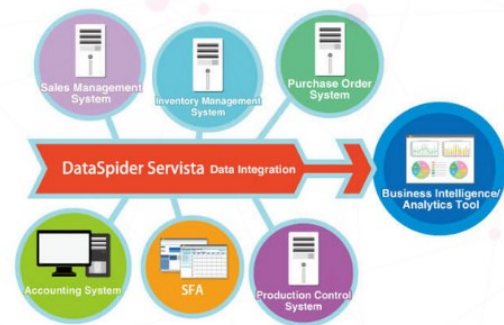 Sales Management
System
Inventory Management
System
Purchase Order
System
DataSpider Servista Data Integration
Business Intelligence/
Analytics Tool
Accounting System
SFA
Production Control
System